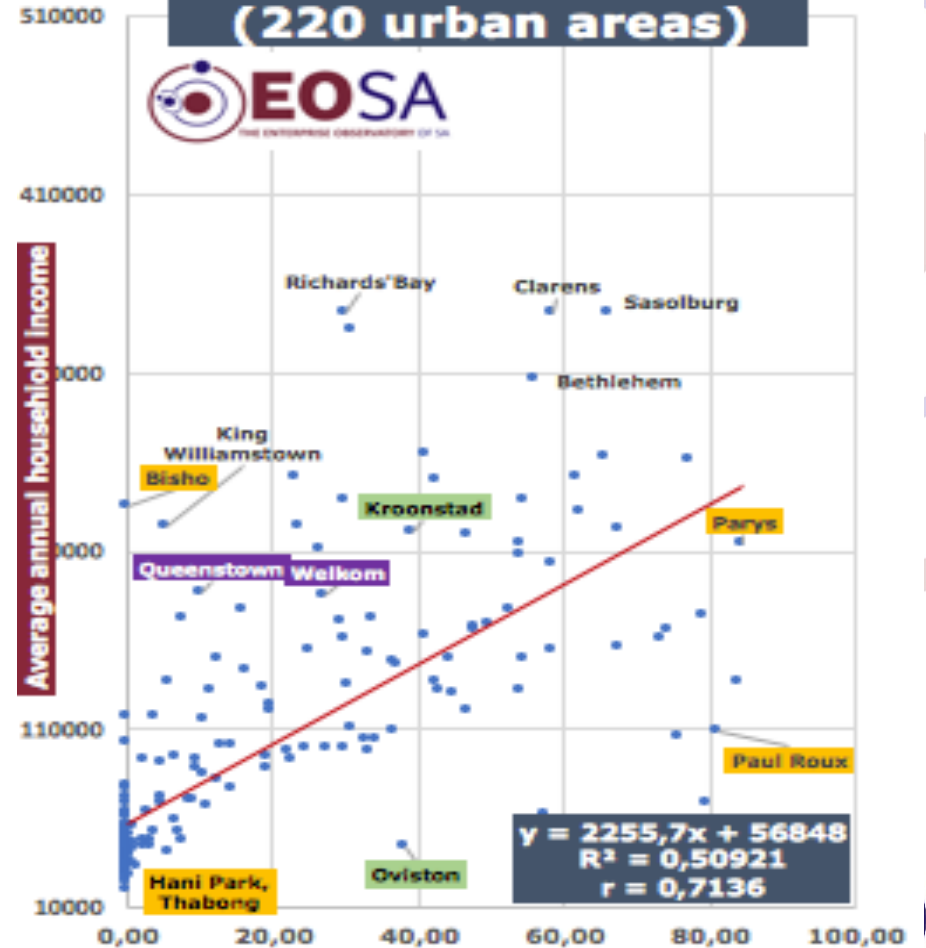 (220 urban areas)
510000
EOSA
THE ENTERPRISE OBSERVATORY OF SA
410000
Average annual househlold income
Richards'Bay
Clarens
Sasolburg
Bethlehem
King
Williamstown
Bisho
Kroonstad
Parys
Queenstown
Welkom
110000
Paul Roux
y = 2255,7x + 56848
R² = 0,50921
r = 0,7136
Oviston
Hani Park,
Thabong
10000
0,00 20,00 40,00 60,00 80,00 100,00